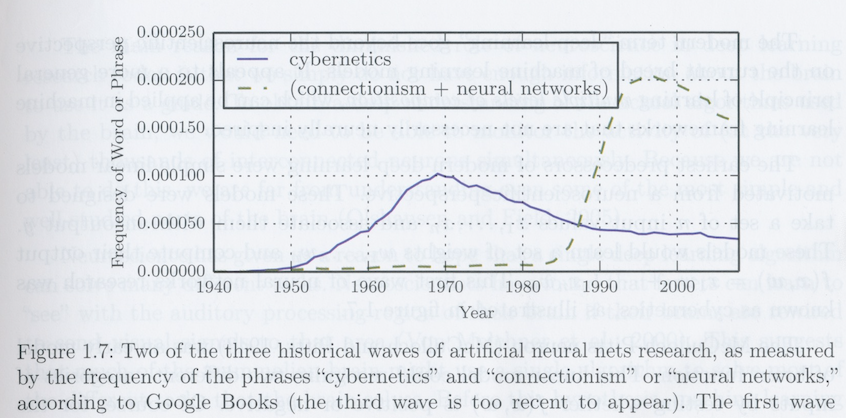 0.000250
0.000200
0.000150
0.000100
0.000050
0.000000
Frequency of Word or Phrase
cybernetics
(connectionism + neural networks)
1940 1950 1960 1970 1980 1990 2000
Year
Figure 1.7: Two of the three historical waves of artificial neural nets research, as measured
by the frequency of the phrases “cybernetics” and “connectionism” or “neural networks,”
according to Google Books (the third wave is too recent to appear). The first wave